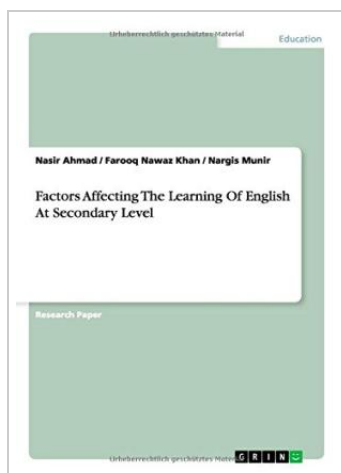 Urheberrechtlich geschütztes Material
Education
Nasir Ahmad / Farooq Nawaz Khan / Nargis Munir
Factors Affecting The Learning Of English
At Secondary Level
Research Paper
Urheberrechtlich geschütztes Mater
GRIN